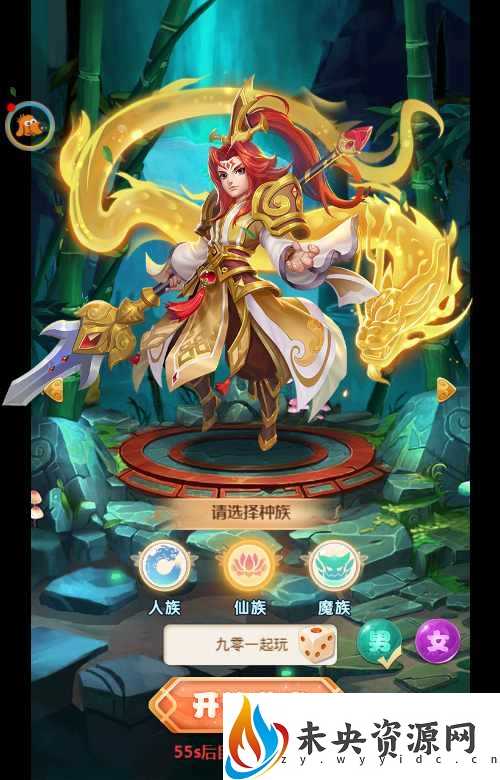 请选择种族
人族 仙族 魔族
九零一起玩 男 女
开
55s后
未央资源网
zy.wyyidc.cn